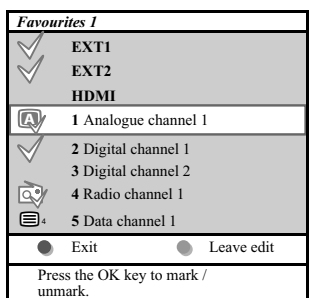 Favourites 1
EXT1
EXT2
HDMI
A 1 Analogue channel 1
2 Digital channel 1
3 Digital channel 2
4 Radio channel 1
4 5 Data channel 1
Exit Leave edit
Press the OK key to mark /
unmark.